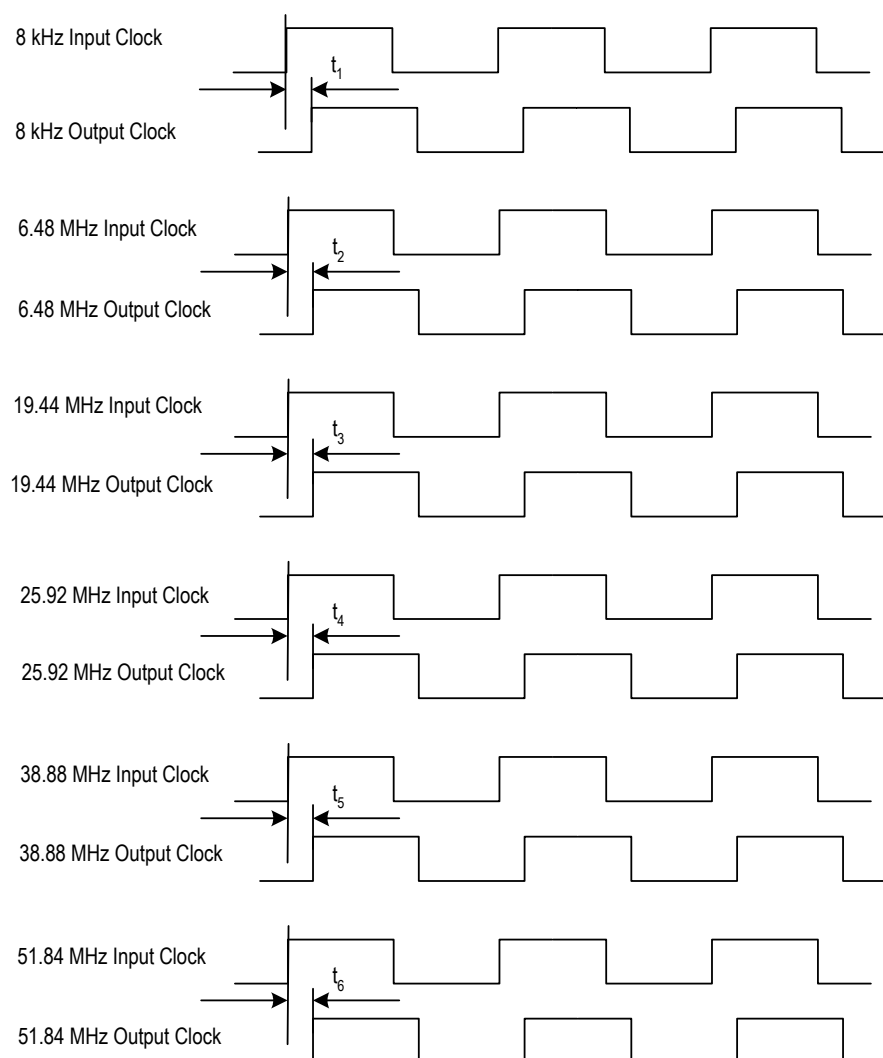 8 kHz Input Clock
t1
8 kHz Output Clock
6.48 MHz Input Clock
t2
6.48 MHz Output Clock
19.44 MHz Input Clock
t3
19.44 MHz Output Clock
25.92 MHz Input Clock
t4
25.92 MHz Output Clock
38.88 MHz Input Clock
t5
38.88 MHz Output Clock
51.84 MHz Input Clock
t6
51.84 MHz Output Clock